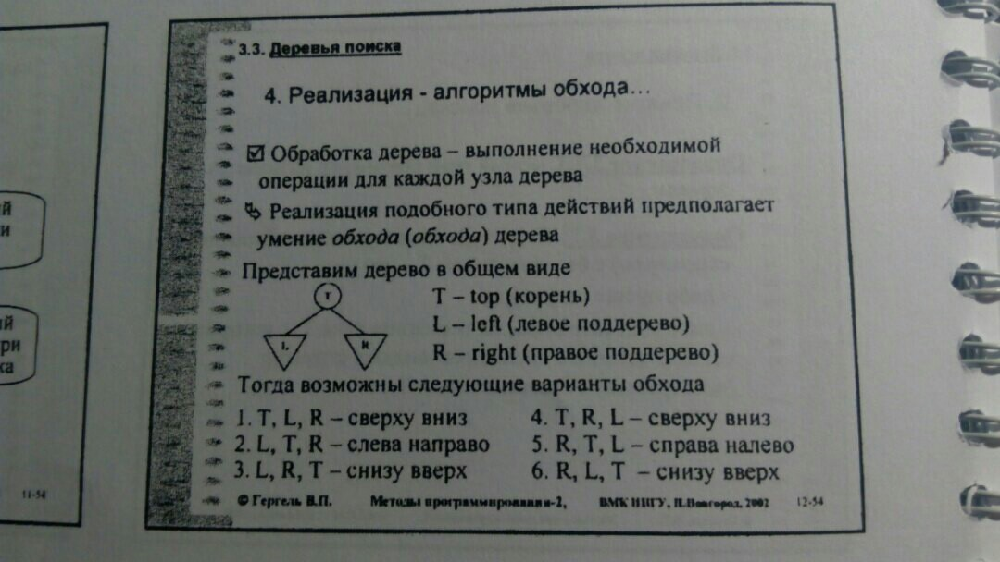 й
и
й
ри
ка
11-54
3.3. Деревья поиска
4. Реализация - алгоритмы обхода...
Обработка дерева – выполнение необходимой
операции для каждой узла дерева
Реализация подобного типа действий предполагает
умение обхода (обхода) дерева
Представим дерево в общем виде
T
L
R
T – top (корень)
L – left (левое поддерево)
R – right (правое поддерево)
Тогда возможны следующие варианты обхода
1. T, L, R – сверху вниз
2. L, T, R – слева направо
3. L, R, T – снизу вверх
4. T, R, L – сверху вниз
5. R, T, L – справа налево
6. R, L, T – снизу вверх
© Гергель В.П. Методы программирования-2, ВМК ННГУ, Н.Новгород, 2002 12-54